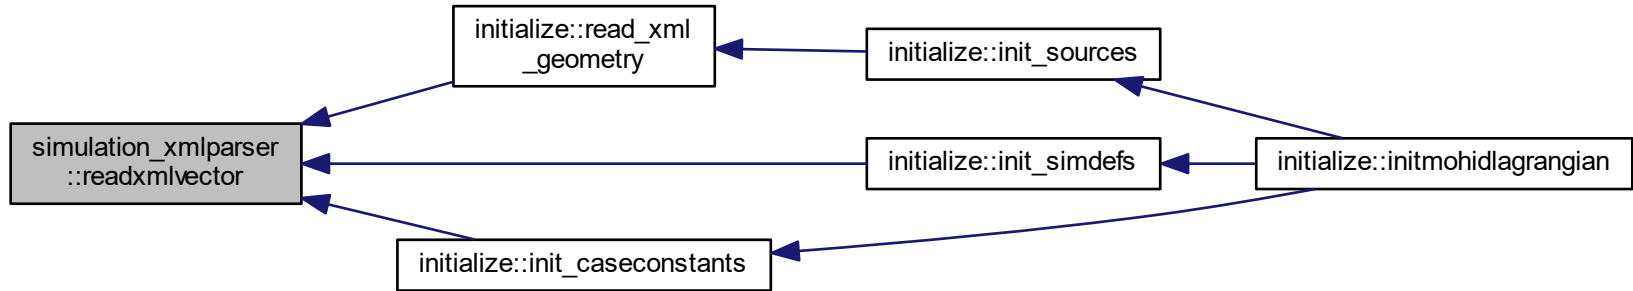 simulation_xmlparser
::readxmlvector
initialize::read_xml
_geometry
initialize::init_sources
initialize::init_simdefs
initialize::initmohidlagrangian
initialize::init_caseconstants